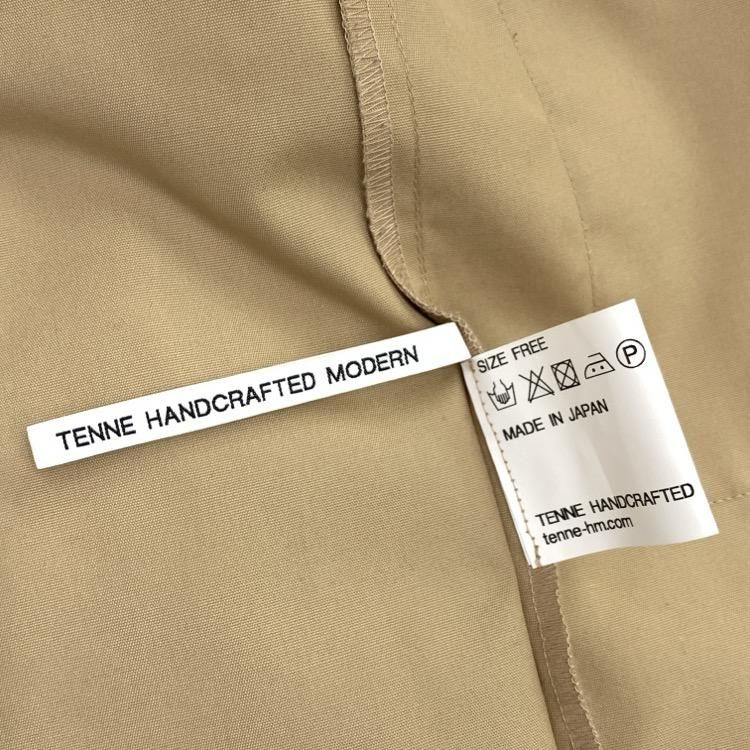 TENNE HANDCRAFTED MODERN
SIZE FREE
P
MADE IN JAPAN
TENNE HANDCRAFTED
tenne-hm.com